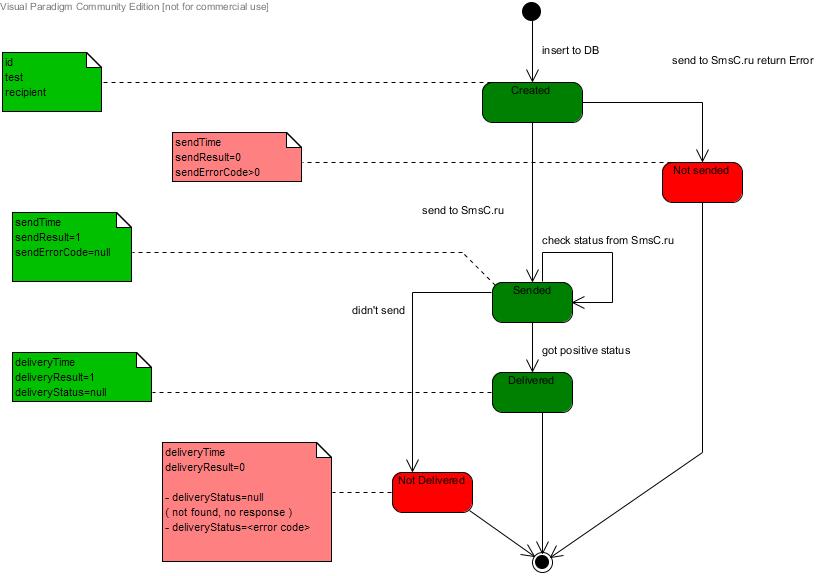 Visual Paradigm Community Edition [not for commercial use]
insert to DB
send to SmsC.ru return Error
id
test
recipient
Created
sendTime
sendResult=0
sendErrorCode>0
Not sended
send to SmsC.ru
sendTime
sendResult=1
sendErrorCode=null
check status from SmsC.ru
Sended
didn't send
got positive status
deliveryTime
deliveryResult=1
deliveryStatus=null
Delivered
deliveryTime
deliveryResult=0
- deliveryStatus=null
( not found, no response )
- deliveryStatus=<error code>
Not Delivered